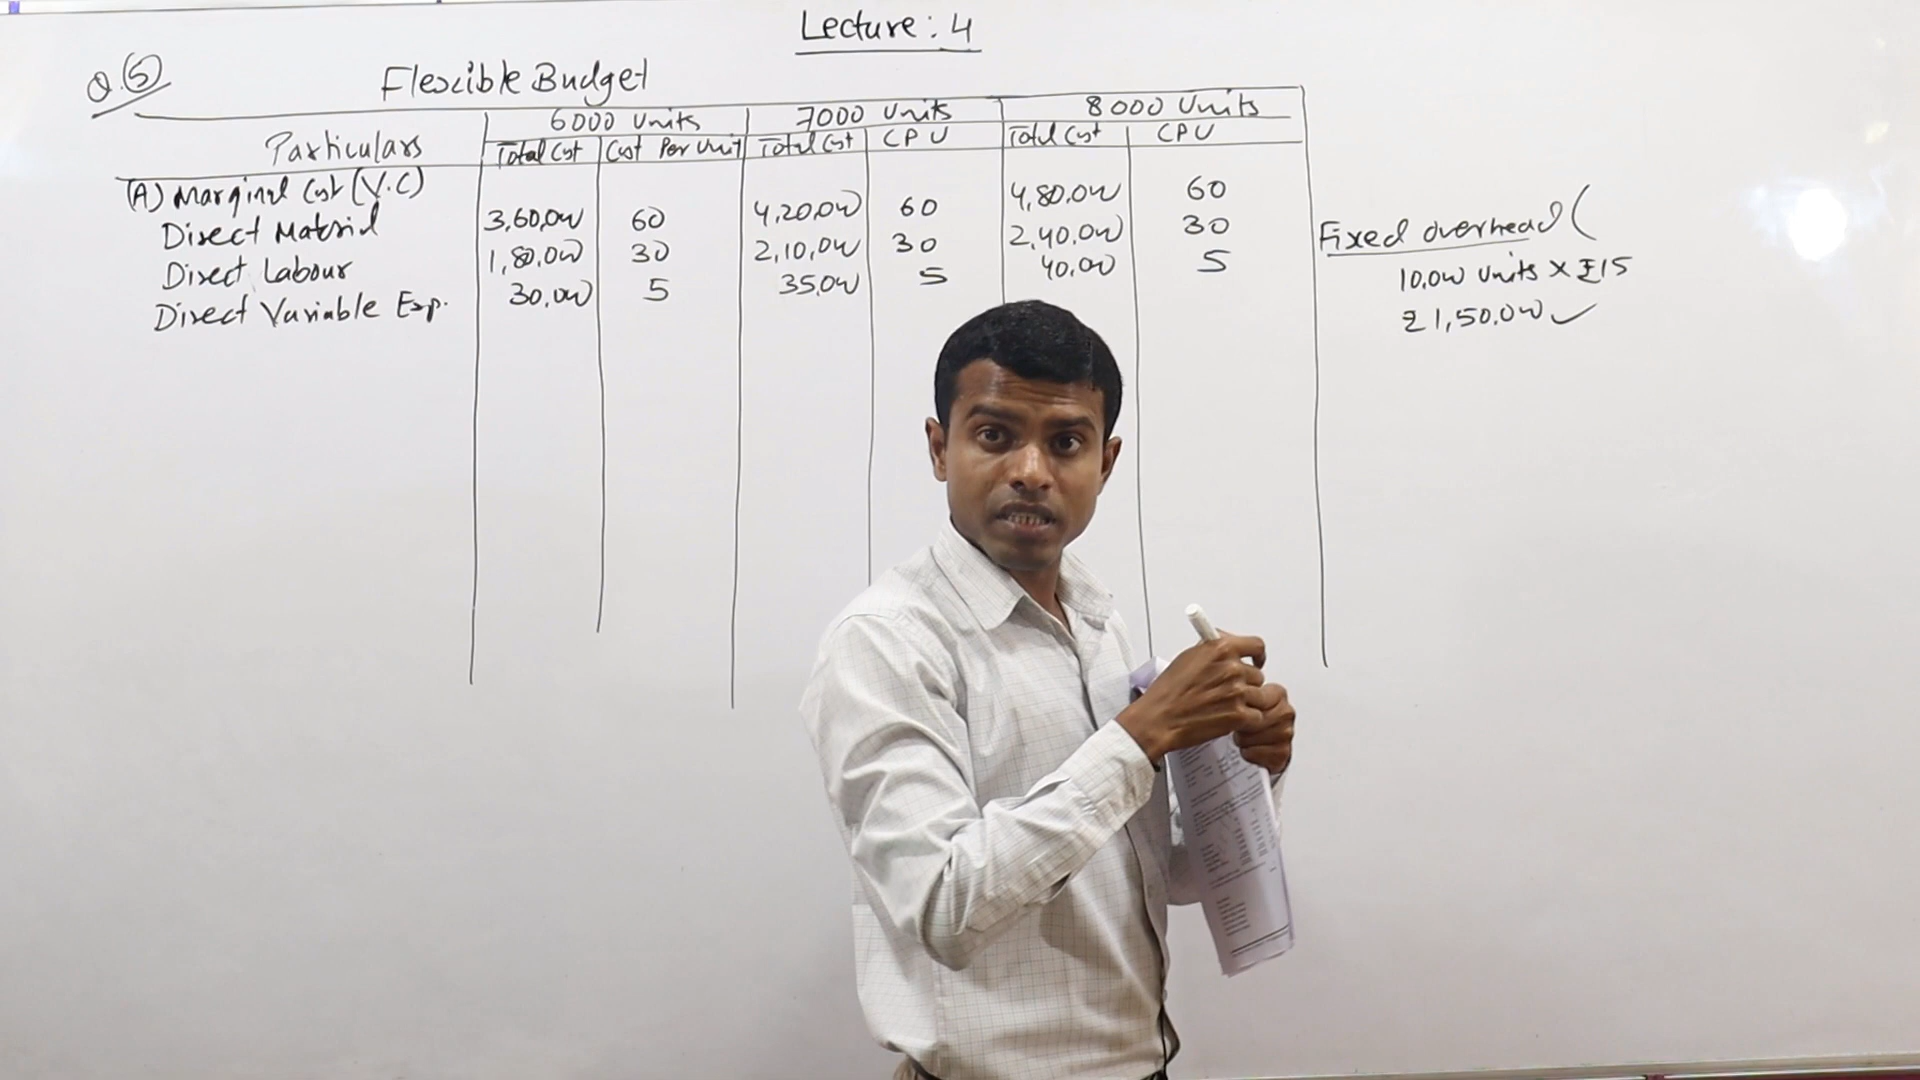 Lecture : 4
Q.(5)
Flexible Budget
Particulars 6000 Units 7000 Units 8000 Units
Total Cost Cost Per Unit Total Cost CPU Total Cost CPU
(A) Marginal Cost (V.C)
Direct Material 3,60,000 60 4,20,000 60 4,80,000 60
Direct Labour 1,80,000 30 2,10,000 30 2,40,000 30
Direct Variable Exp. 30,000 5 35,000 5 40,000 5
Fixed overhead (
10,000 Units × ₹15
₹1,50,000 ✓